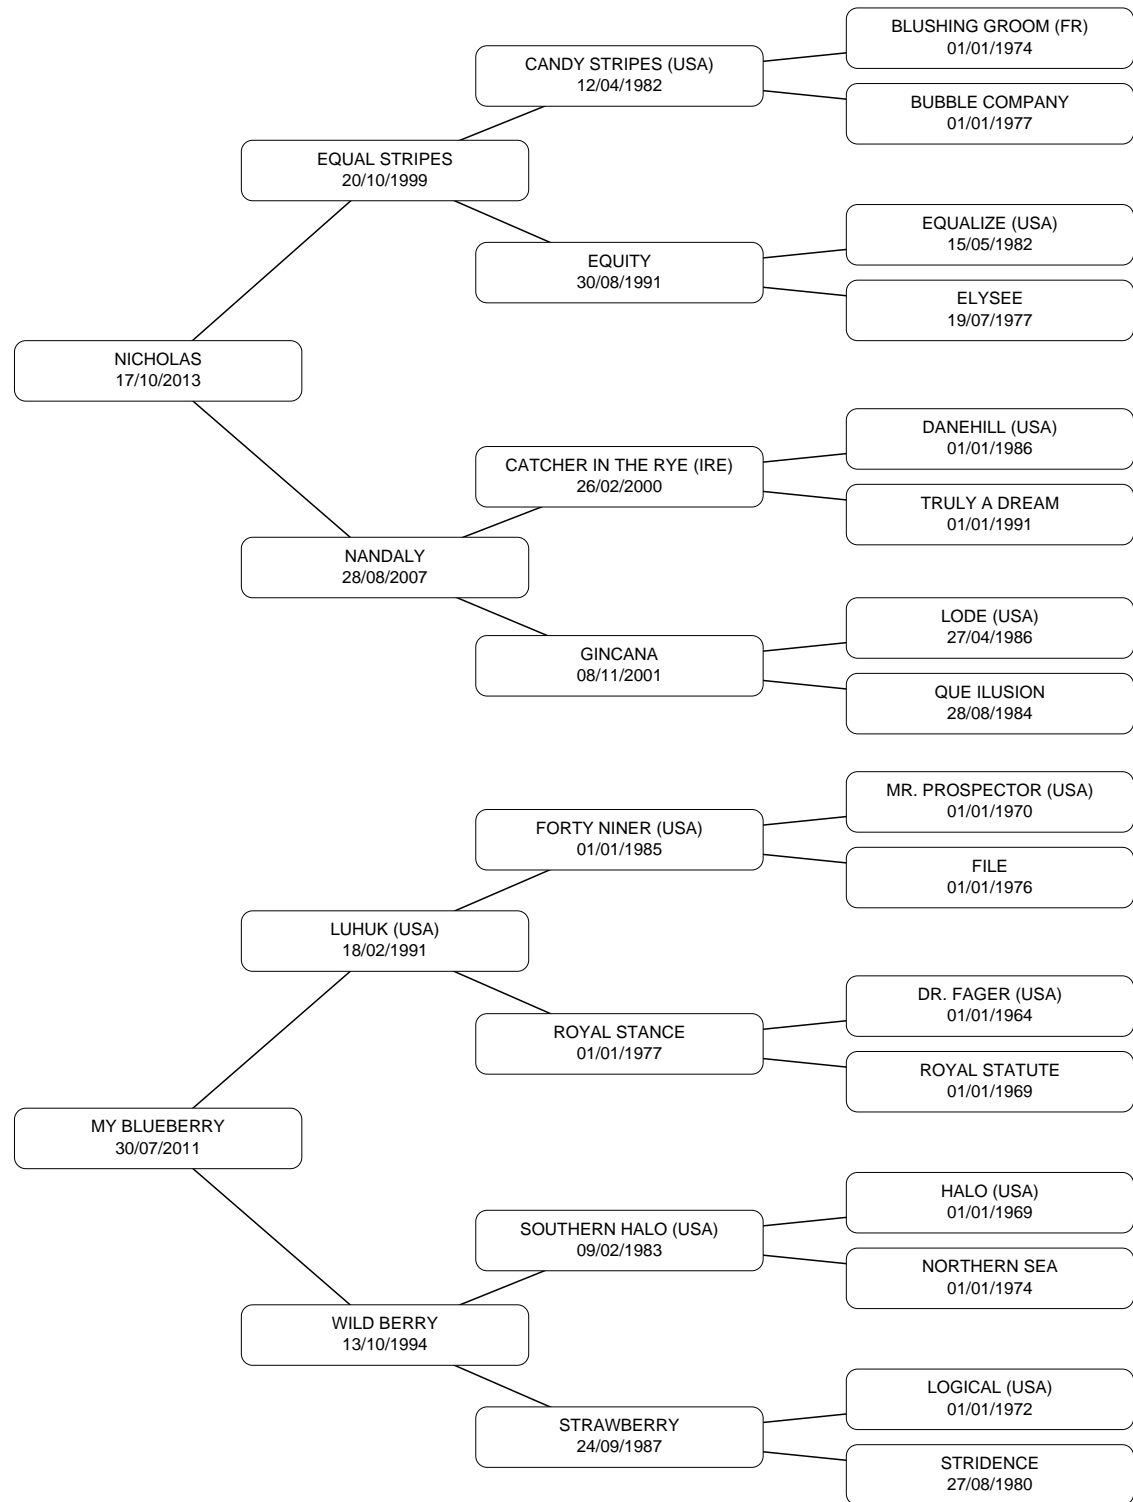 BLUSHING GROOM (FR)
01/01/1974
CANDY STRIPES (USA)
12/04/1982
BUBBLE COMPANY
01/01/1977
EQUAL STRIPES
20/10/1999
EQUALIZE (USA)
15/05/1982
EQUITY
30/08/1991
ELYSEE
19/07/1977
NICHOLAS
17/10/2013
DANEHILL (USA)
01/01/1986
CATCHER IN THE RYE (IRE)
26/02/2000
TRULY A DREAM
01/01/1991
NANDALY
28/08/2007
LODE (USA)
27/04/1986
GINCANA
08/11/2001
QUE ILUSION
28/08/1984
MR. PROSPECTOR (USA)
01/01/1970
FORTY NINER (USA)
01/01/1985
FILE
01/01/1976
LUHUK (USA)
18/02/1991
DR. FAGER (USA)
01/01/1964
ROYAL STANCE
01/01/1977
ROYAL STATUTE
01/01/1969
MY BLUEBERRY
30/07/2011
HALO (USA)
01/01/1969
SOUTHERN HALO (USA)
09/02/1983
NORTHERN SEA
01/01/1974
WILD BERRY
13/10/1994
LOGICAL (USA)
01/01/1972
STRAWBERRY
24/09/1987
STRIDENCE
27/08/1980